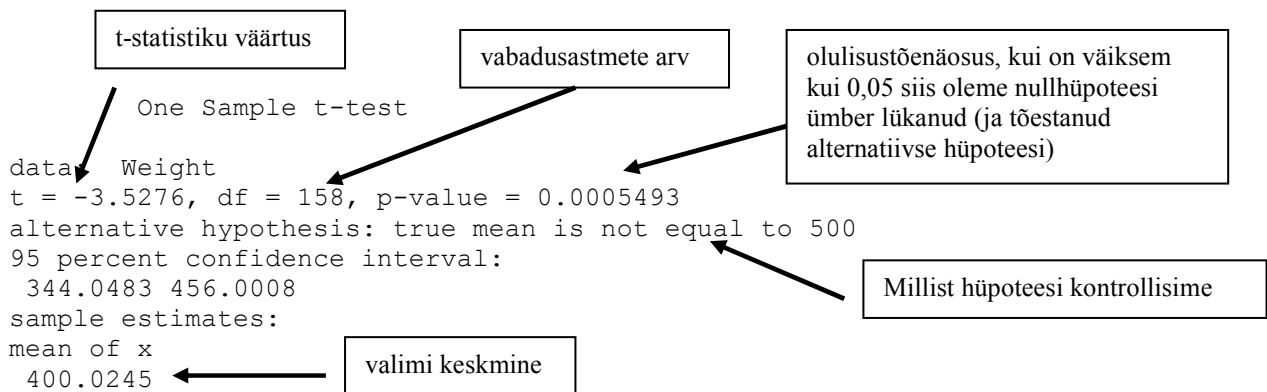 t-statistiku väärtus
vabadusastmete arv
olulisustõenäosus, kui on väiksem
kui 0,05 siis oleme nullhüpoteesi
ümber lükanud (ja tõestanud
alternatiivse hüpoteesi)
One Sample t-test
data: Weight
t = -3.5276, df = 158, p-value = 0.0005493
alternative hypothesis: true mean is not equal to 500
95 percent confidence interval:
344.0483 456.0008
Millist hüpoteesi kontrollisime
sample estimates:
mean of x
valimi keskmine
400.0245